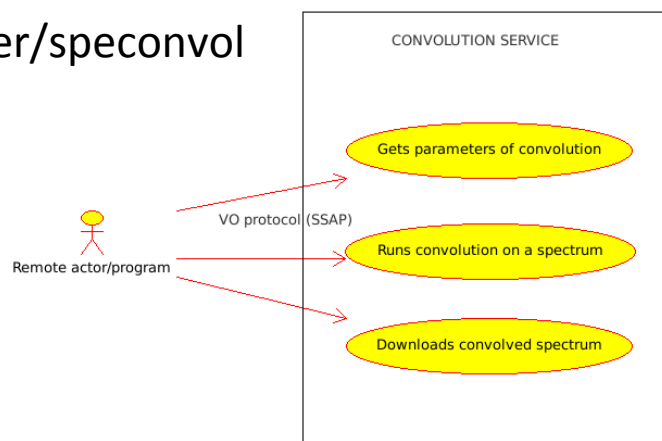 er/speconvol
CONVOLUTION SERVICE
Gets parameters of convolution
VO protocol (SSAP)
Remote actor/program
Runs convolution on a spectrum
Downloads convolved spectrum